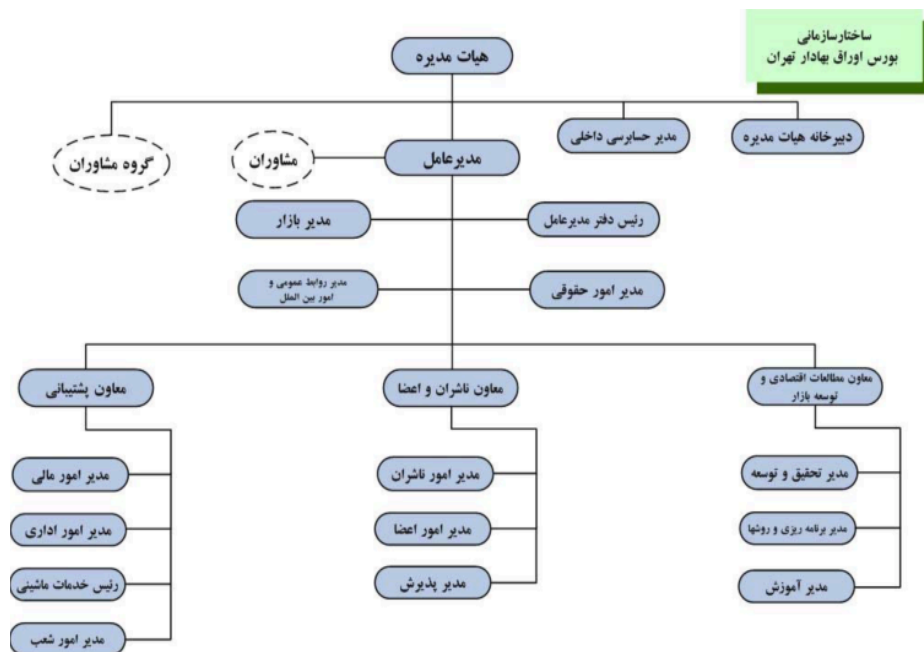 ساختارسازمانی
بورس اوراق بهادار تهران
هیات مدیره
دبیرخانه هیات مدیره
مدیر حسابرسی داخلی
گروه مشاوران
مدیرعامل
مشاوران
رئیس دفتر مدیرعامل
مدیر بازار
مدیر امور حقوقی
مدیر روابط عمومی و
امور بین الملل
معاون مطالعات اقتصادی و
توسعه بازار
معاون ناشران و اعضا
معاون پشتیبانی
مدیر تحقیق و توسعه
مدیر برنامه ریزی و روشها
مدیر آموزش
مدیر امور ناشران
مدیر امور اعضا
مدیر پذیرش
مدیر امور مالی
مدیر امور اداری
رئیس خدمات ماشینی
مدیر امور شعب